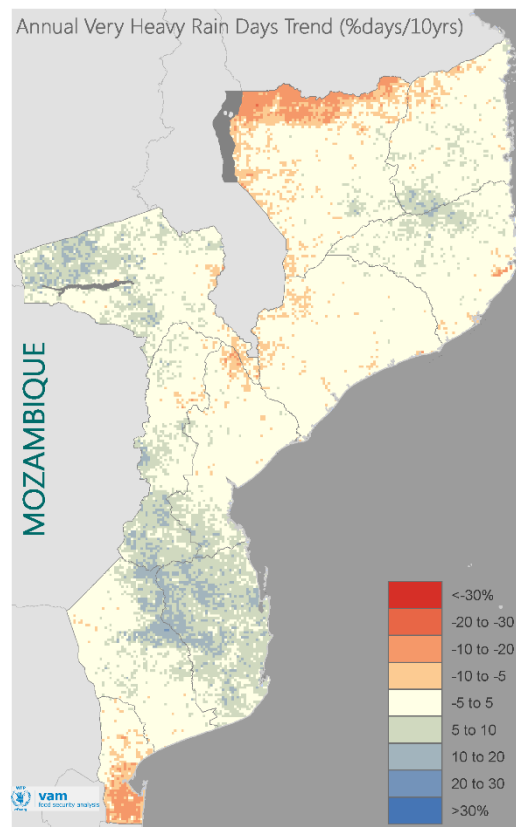 Annual Very Heavy Rain Days Trend (%days/10yrs)
MOZAMBIQUE
<-30%
-20 to -30
-10 to -20
-10 to -5
-5 to 5
5 to 10
10 to 20
20 to 30
>30%
WFP
vam
food security analysis